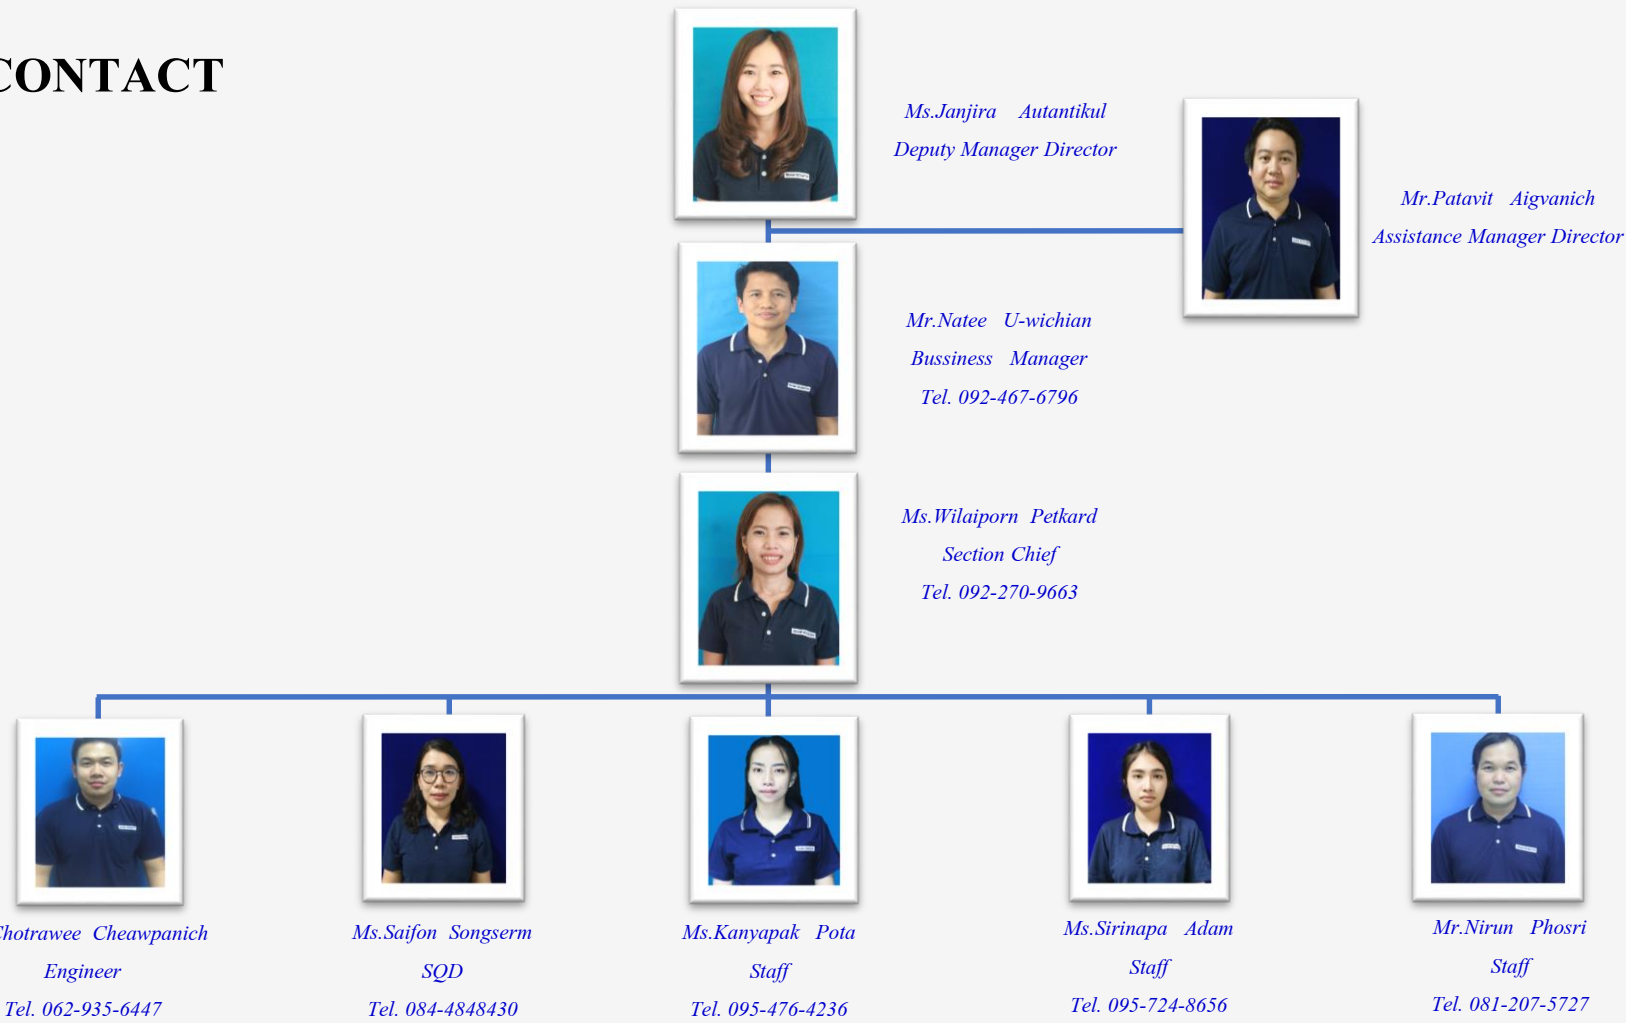 CONTACT
Ms.Janjira Autantikul
Deputy Manager Director
Mr.Patavit Aigvanich
Assistance Manager Director
Mr.Natee U-wichian
Bussiness Manager
Tel. 092-467-6796
Ms.Wilaiporn Petkard
Section Chief
Tel. 092-270-9663
Chotrawee Cheawpanich
Engineer
Tel. 062-935-6447
Ms.Saifon Songserm
SQD
Tel. 084-4848430
Ms.Kanyapak Pota
Staff
Tel. 095-476-4236
Ms.Sirinapa Adam
Staff
Tel. 095-724-8656
Mr.Nirun Phosri
Staff
Tel. 081-207-5727